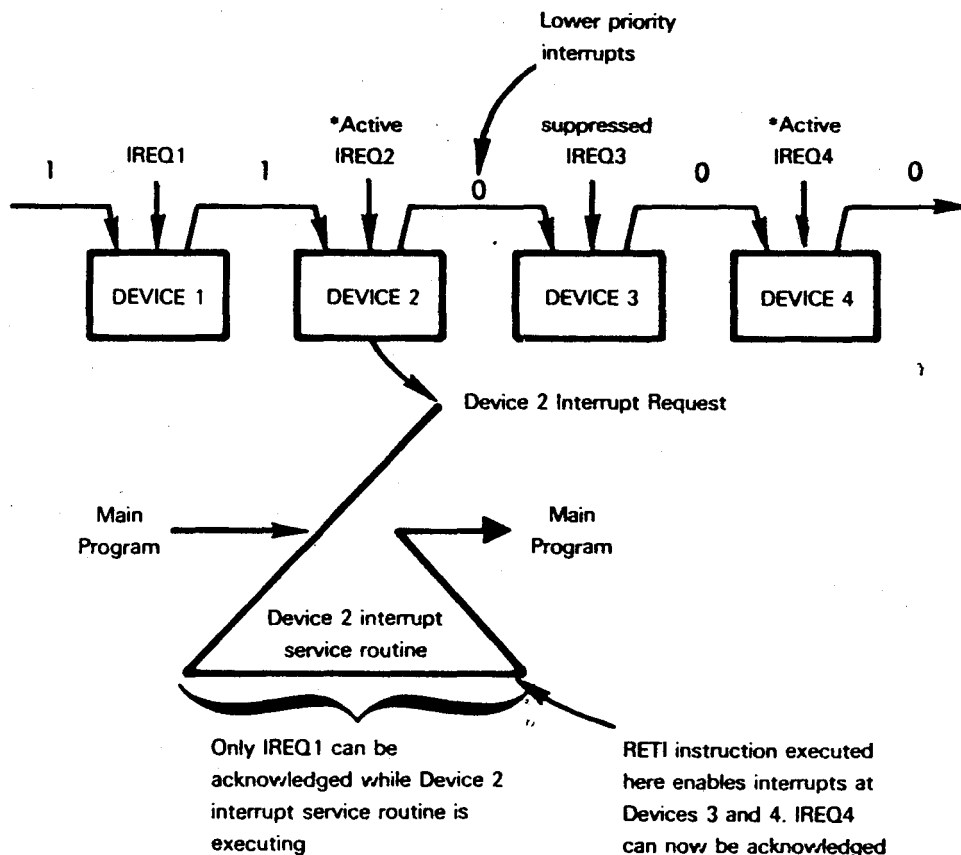 Lower priority
interrupts
*Active
suppressed
*Active
1
IREQ1
1
IREQ2
0
IREQ3
0
IREQ4
0
DEVICE 1
DEVICE 2
DEVICE 3
DEVICE 4
Device 2 Interrupt Request
Main
Program
Main
Program
Device 2 interrupt
service routine
Only IREQ1 can be
acknowledged while Device 2
interrupt service routine is
executing
RETI instruction executed
here enables interrupts at
Devices 3 and 4. IREQ4
can now be acknowledged